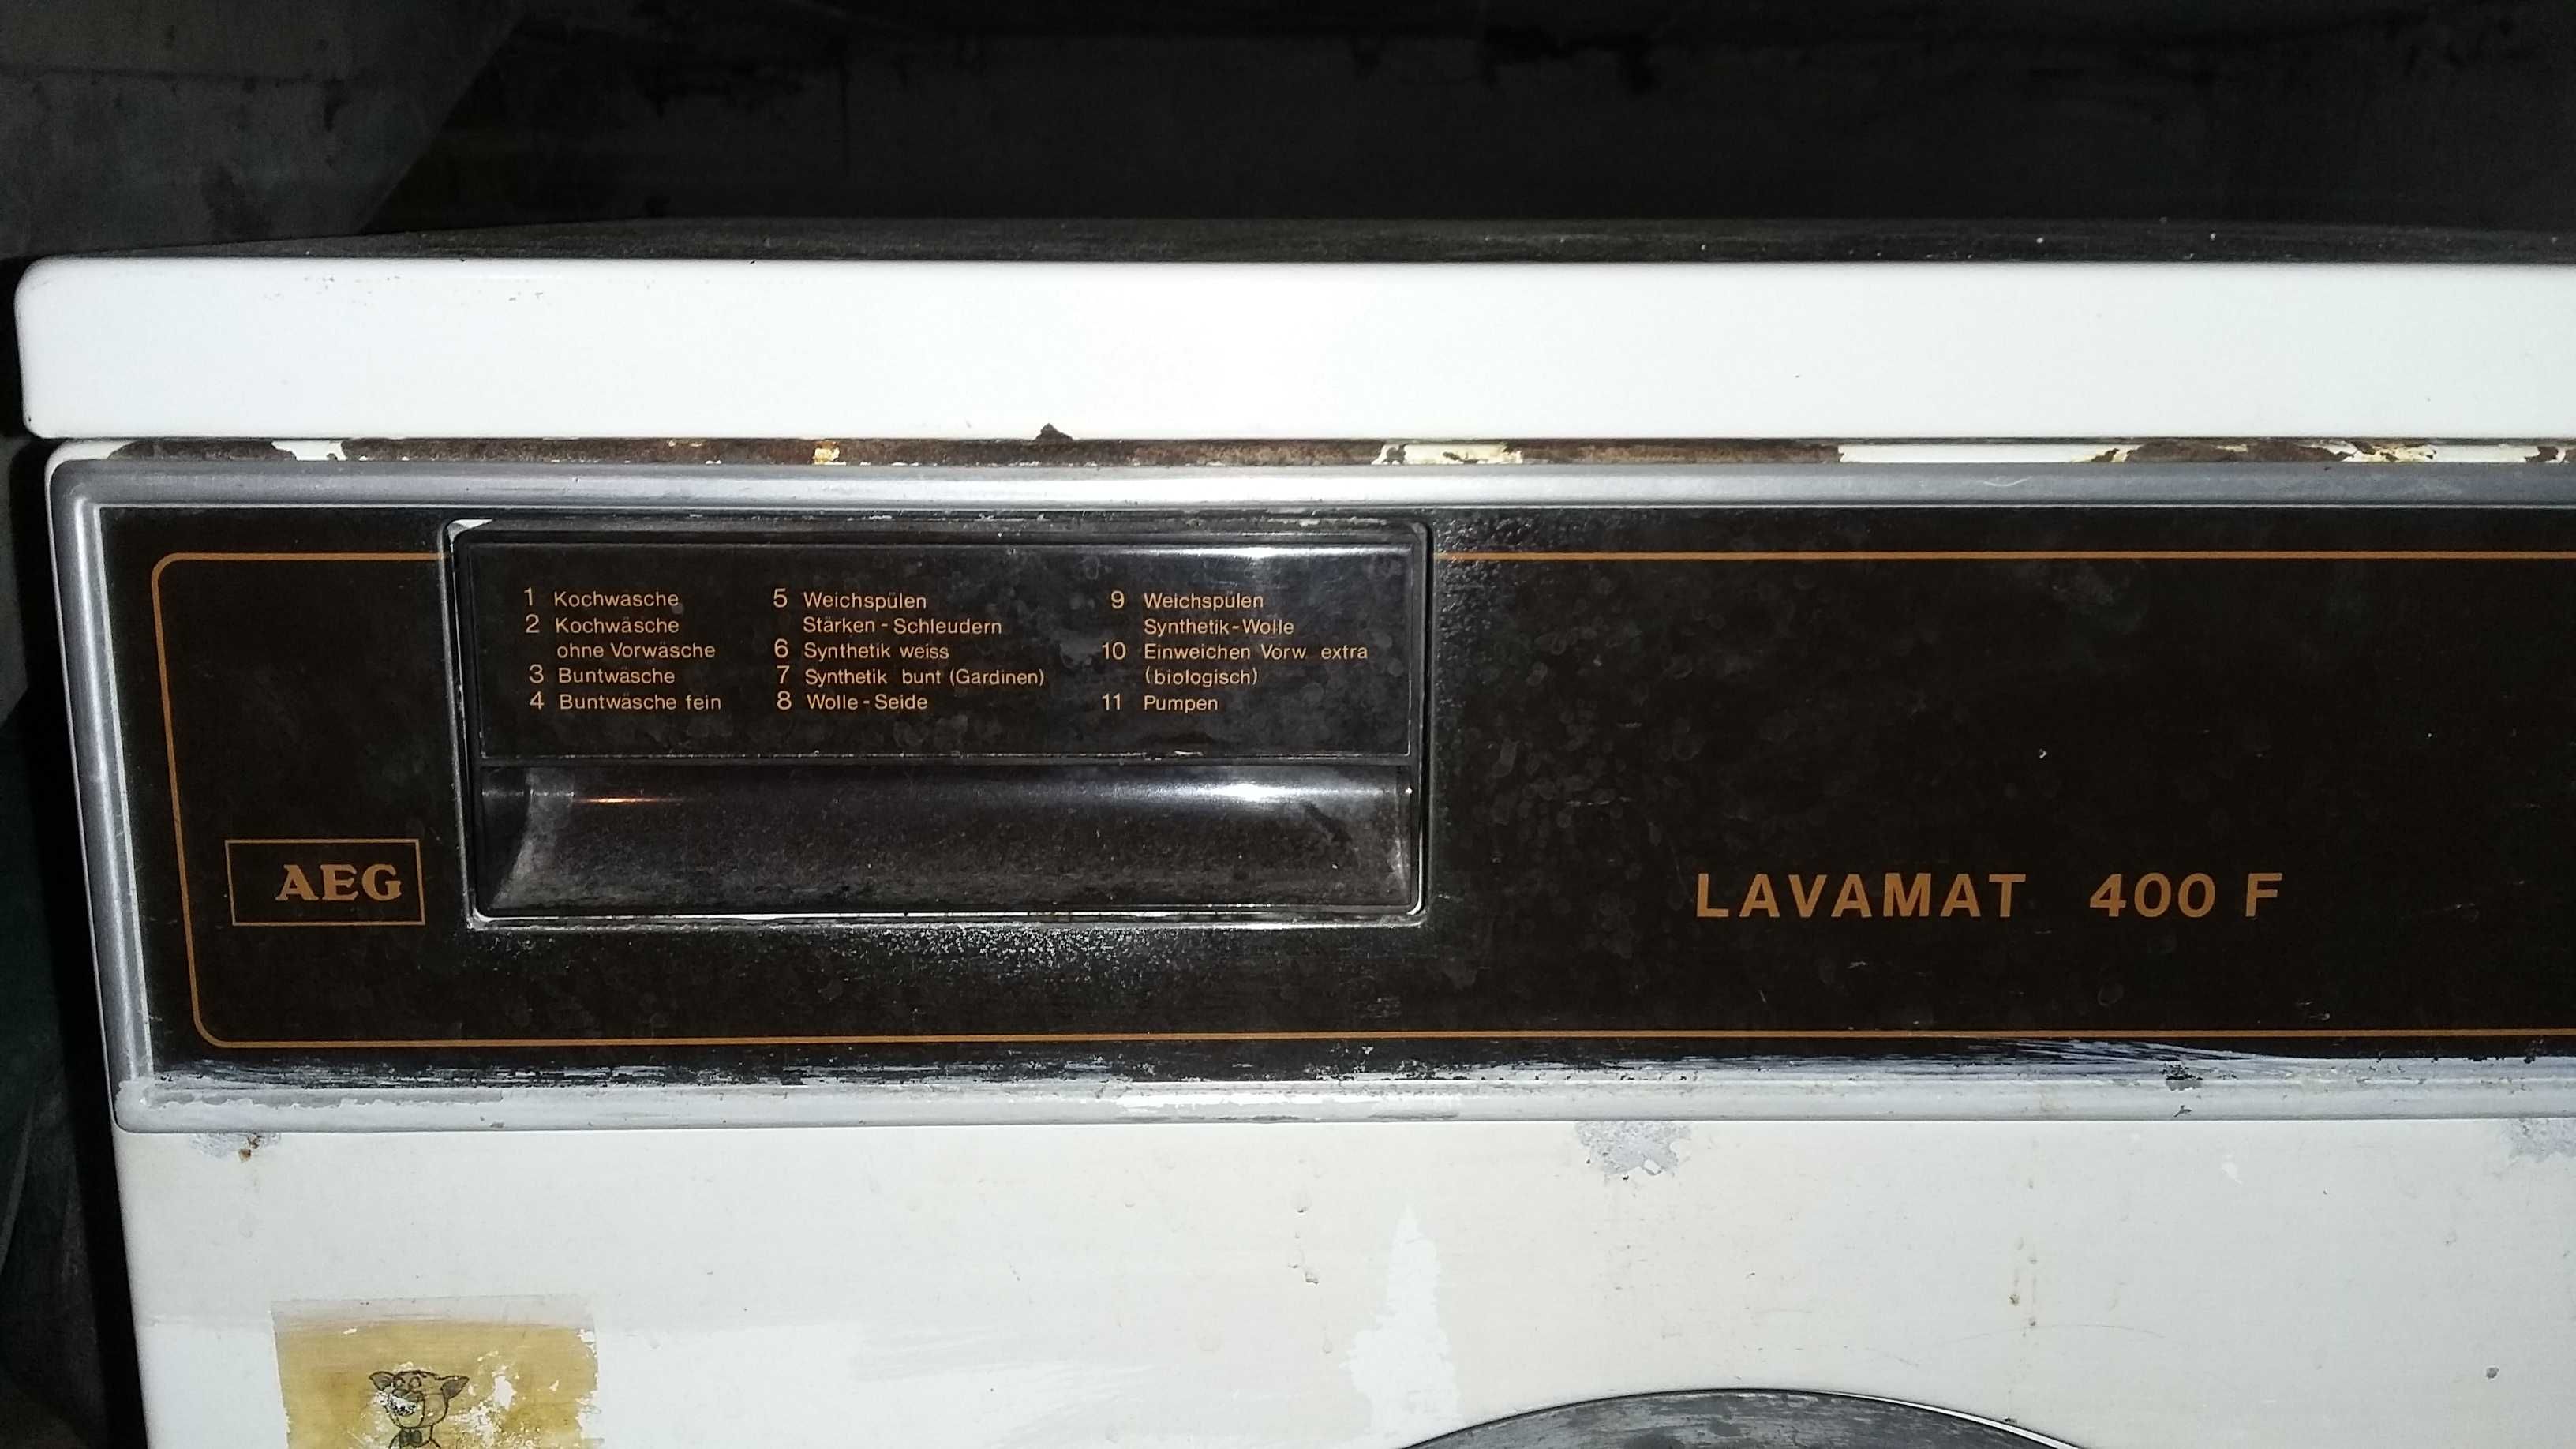 1 Kochwäsche
2 Kochwäsche
ohne Vorwäsche
3 Buntwäsche
4 Buntwäsche fein
5 Weichspülen
Stärken - Schleudern
6 Synthetik weiss
7 Synthetik bunt (Gardinen)
8 Wolle - Seide
9 Weichspülen
Synthetik-Wolle
10 Einweichen Vorw. extra
(biologisch)
11 Pumpen
AEG
LAVAMAT 400 F